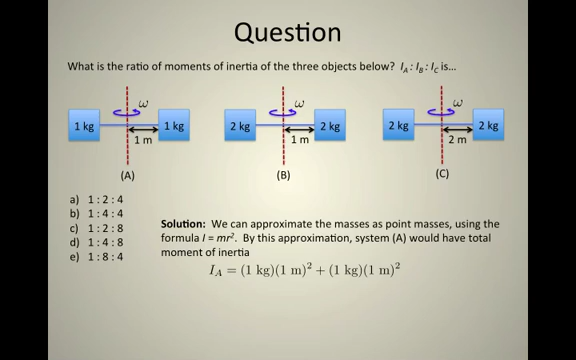 Question
What is the ratio of moments of inertia of the three objects below? I_A : I_B : I_C is...
ω
1 kg
1 kg
1 m
(A)
ω
2 kg
2 kg
1 m
(B)
ω
2 kg
2 kg
2 m
(C)
a) 1 : 2 : 4
b) 1 : 4 : 4
c) 1 : 2 : 8
d) 1 : 4 : 8
e) 1 : 8 : 4
Solution: We can approximate the masses as point masses, using the
formula I = mr². By this approximation, system (A) would have total
moment of inertia
I_A = (1 kg)(1 m)² + (1 kg)(1 m)²